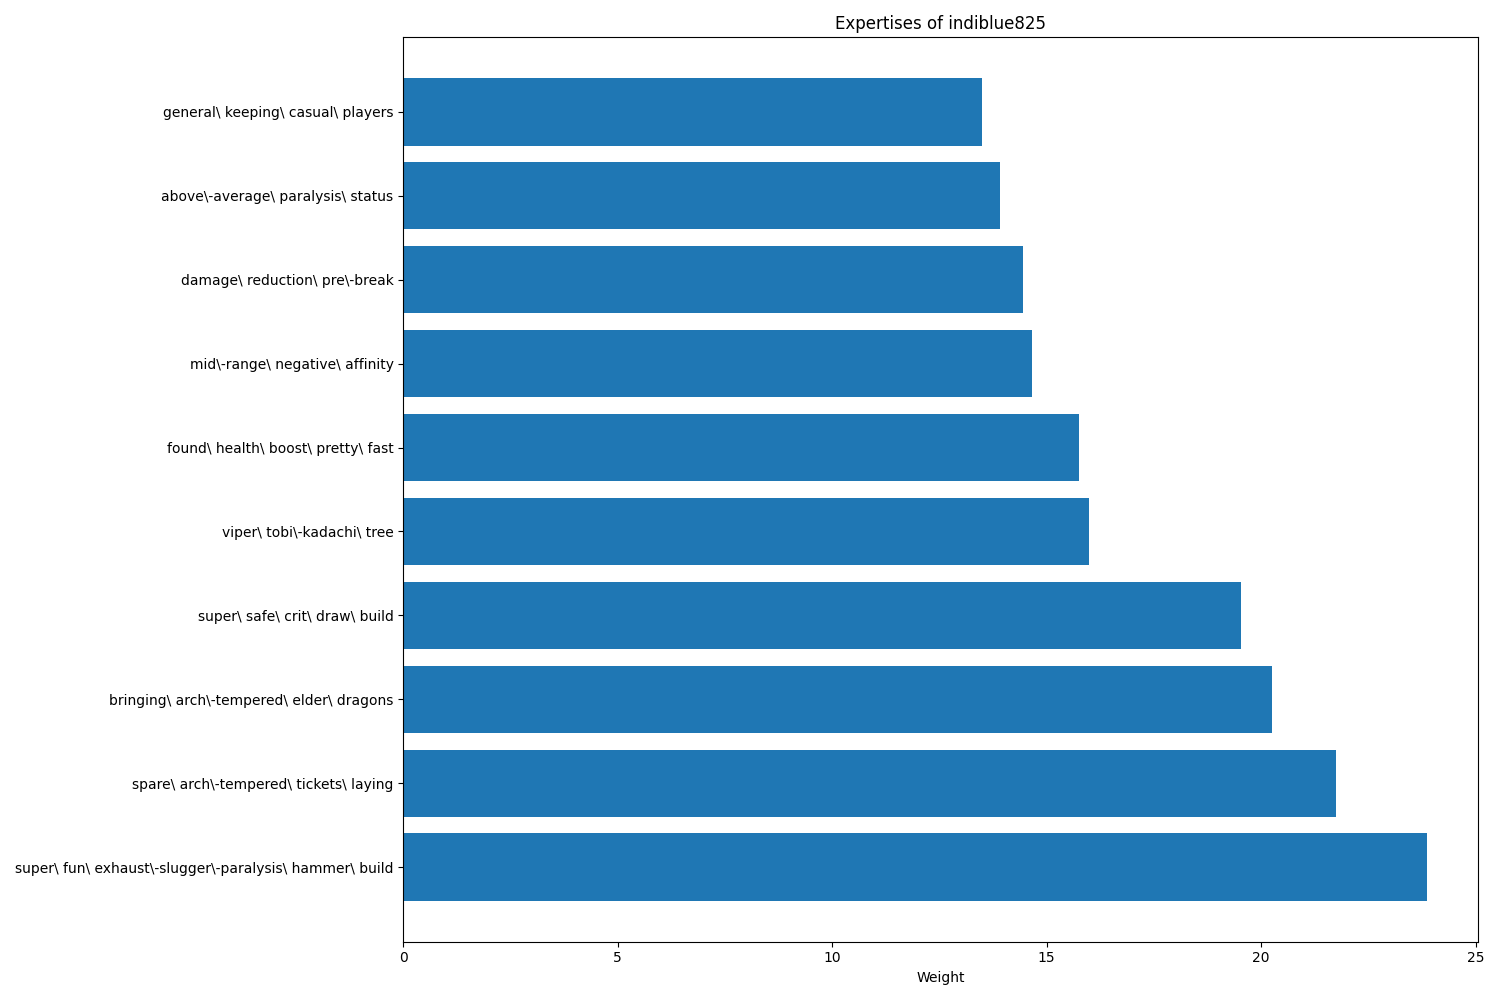 Expertises of indiblue825
general\ keeping\ casual\ players
above\-average\ paralysis\ status
damage\ reduction\ pre\-break
mid\-range\ negative\ affinity
found\ health\ boost\ pretty\ fast
viper\ tobi\-kadachi\ tree
super\ safe\ crit\ draw\ build
bringing\ arch\-tempered\ elder\ dragons
spare\ arch\-tempered\ tickets\ laying
super\ fun\ exhaust\-slugger\-paralysis\ hammer\ build
0 5 10 15 20 25
Weight